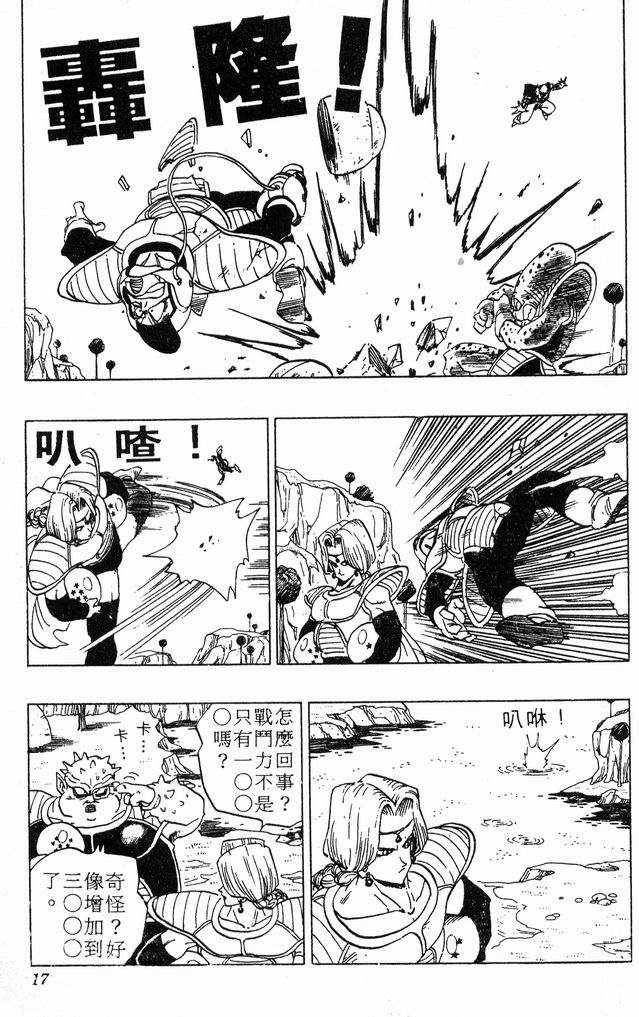 轟隆！
叭喳！
叭咻！
怎麼回事？
戰鬥力不是
只有一○○
○嗎？
卡…
卡…
奇怪？好
像增加到
三○○○
了。
17